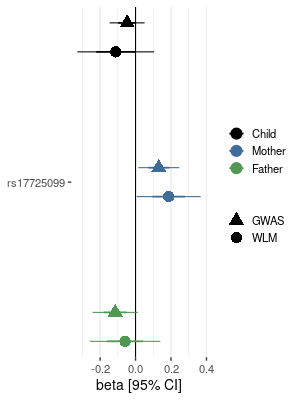 Child
Mother
Father
rs17725099
GWAS
WLM
-0.2 0.0 0.2 0.4
beta [95% CI]